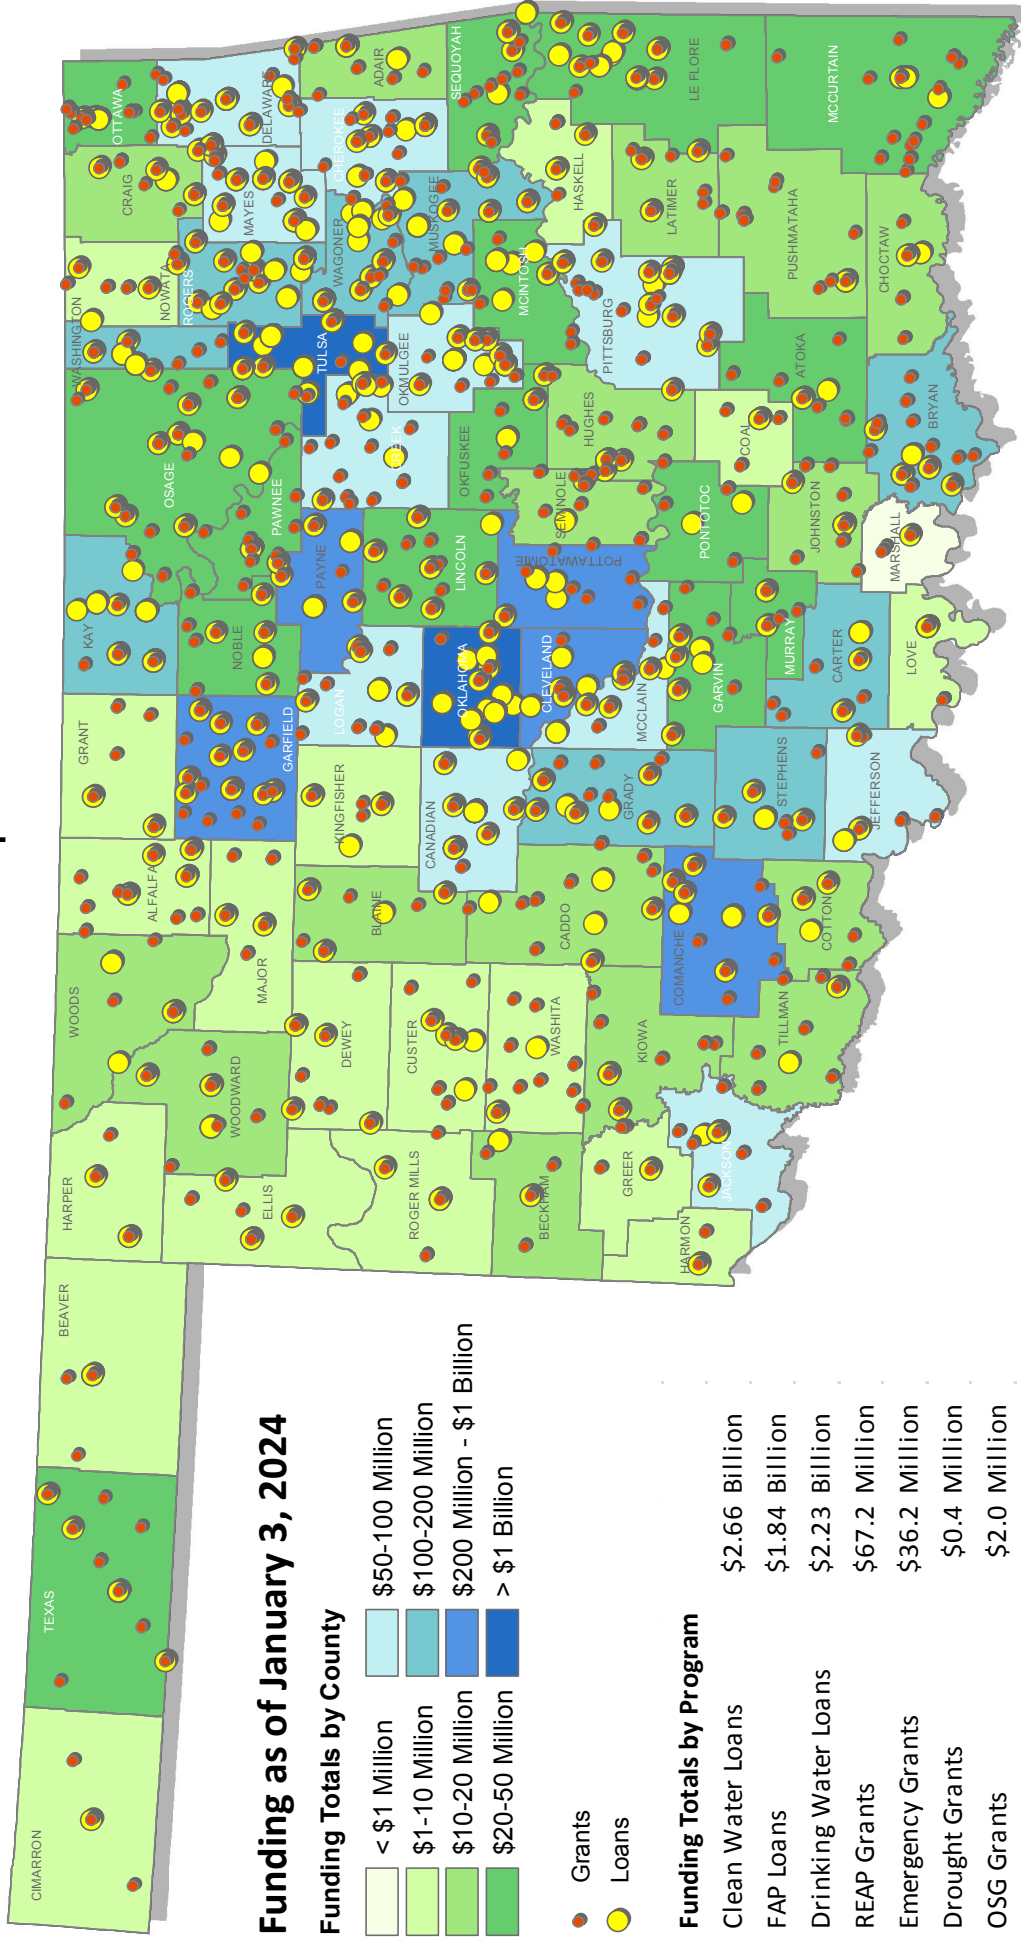 CIMARRON
TEXAS
BEAVER
HARPER
WOODS
ALFALFA
GRANT
KAY
OSAGE
WASHINGTON
NOWATA
CRAIG
OTTAWA
ELLIS
WOODWARD
MAJOR
GARFIELD
NOBLE
PAWNEE
ROGERS
MAYES
DELAWARE
ROGER MILLS
DEWEY
BLAINE
KINGFISHER
LOGAN
PAYNE
CREEK
TULSA
WAGONER
CHEROKEE
ADAIR
CUSTER
CANADIAN
OKLAHOMA
LINCOLN
OKFUSKEE
OKMULGEE
MUSKOGEE
SEQUOYAH
BECKHAM
WASHITA
CADDO
GRADY
CLEVELAND
POTTAWATOMIE
SEMINOLE
HUGHES
MCINTOSH
HASKELL
GREER
KIOWA
COMANCHE
MCCLAIN
GARVIN
PONTOTOC
COAL
PITTSBURG
LATIMER
LE FLORE
HARMON
JACKSON
TILLMAN
COTTON
STEPHENS
MURRAY
JOHNSTON
ATOKA
PUSHMATAHA
MCCURTAIN
JEFFERSON
CARTER
LOVE
MARSHALL
BRYAN
CHOCTAW
Funding as of January 3, 2024
Funding Totals by County
< $1 Million
$1-10 Million
$10-20 Million
$20-50 Million
$50-100 Million
$100-200 Million
$200 Million - $1 Billion
> $1 Billion
Grants
Loans
Funding Totals by Program
Clean Water Loans $2.66 Billion
FAP Loans $1.84 Billion
Drinking Water Loans $2.23 Billion
REAP Grants $67.2 Million
Emergency Grants $36.2 Million
Drought Grants $0.4 Million
OSG Grants $2.0 Million